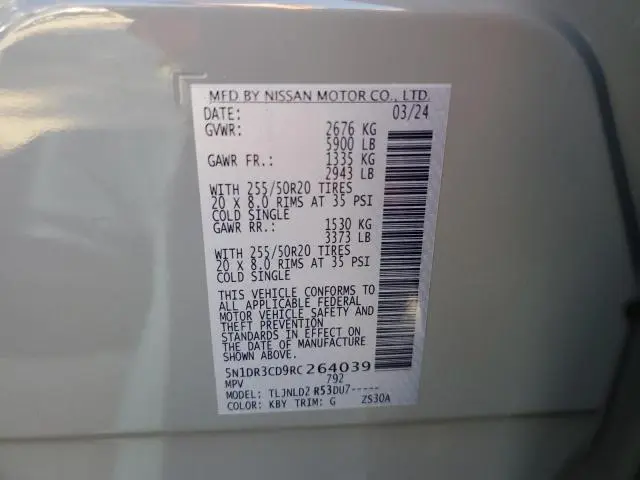 MFD BY NISSAN MOTOR CO., LTD.
DATE: 03/24
GVWR: 2676 KG
5900 LB
GAWR FR.: 1335 KG
2943 LB
WITH 255/50R20 TIRES
20 X 8.0 RIMS AT 35 PSI
COLD SINGLE
GAWR RR.: 1530 KG
3373 LB
WITH 255/50R20 TIRES
20 X 8.0 RIMS AT 35 PSI
COLD SINGLE
THIS VEHICLE CONFORMS TO
ALL APPLICABLE FEDERAL
MOTOR VEHICLE SAFETY AND
THEFT PREVENTION
STANDARDS IN EFFECT ON
THE DATE OF MANUFACTURE
SHOWN ABOVE.
5N1DR3CD9RC264039
MPV 792
MODEL: TLJNLD2 R53DU7-----
COLOR: KBY TRIM: G ZS30A